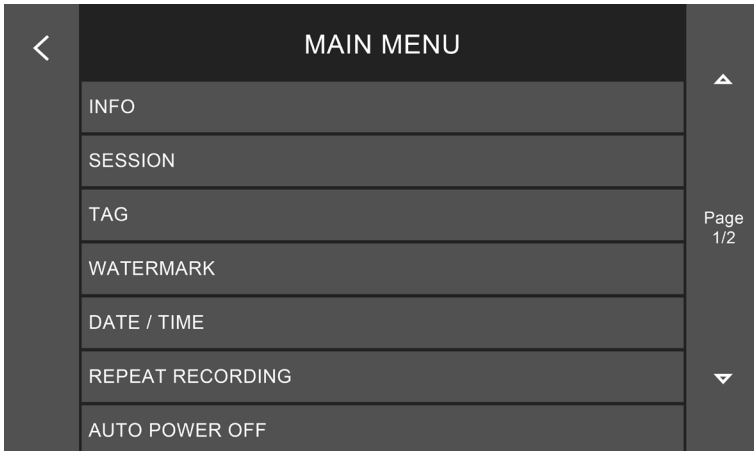 MAIN MENU
INFO
SESSION
TAG
WATERMARK
DATE / TIME
REPEAT RECORDING
AUTO POWER OFF
Page
1/2